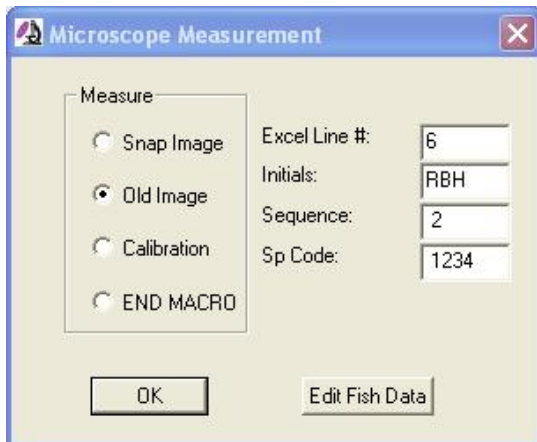 Microscope Measurement
Measure
Snap Image
Old Image
Calibration
END MACRO
Excel Line #: 6
Initials: RBH
Sequence: 2
Sp Code: 1234
OK
Edit Fish Data